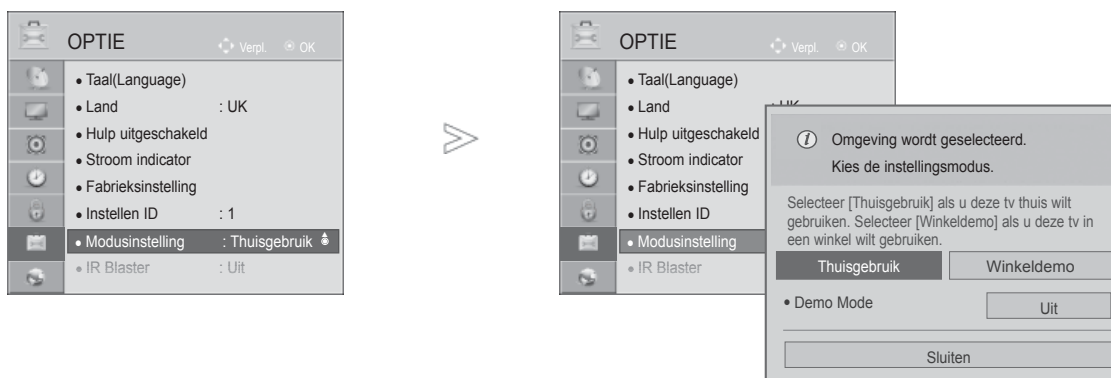 OPTIE Verpl. OK
• Taal(Language)
• Land : UK
• Hulp uitgeschakeld
• Stroom indicator
• Fabrieksinstelling
• Instellen ID : 1
• Modusinstelling : Thuisgebruik
• IR Blaster : Uit
OPTIE Verpl. OK
• Taal(Language)
• Land : UK
• Hulp uitgeschakeld
• Stroom indicator
• Fabrieksinstelling
• Instellen ID
• Modusinstelling
• IR Blaster
i Omgeving wordt geselecteerd.
Kies de instellingsmodus.
Selecteer [Thuisgebruik] als u deze tv thuis wilt
gebruiken. Selecteer [Winkeldemo] als u deze tv in
een winkel wilt gebruiken.
Thuisgebruik Winkeldemo
• Demo Mode Uit
Sluiten